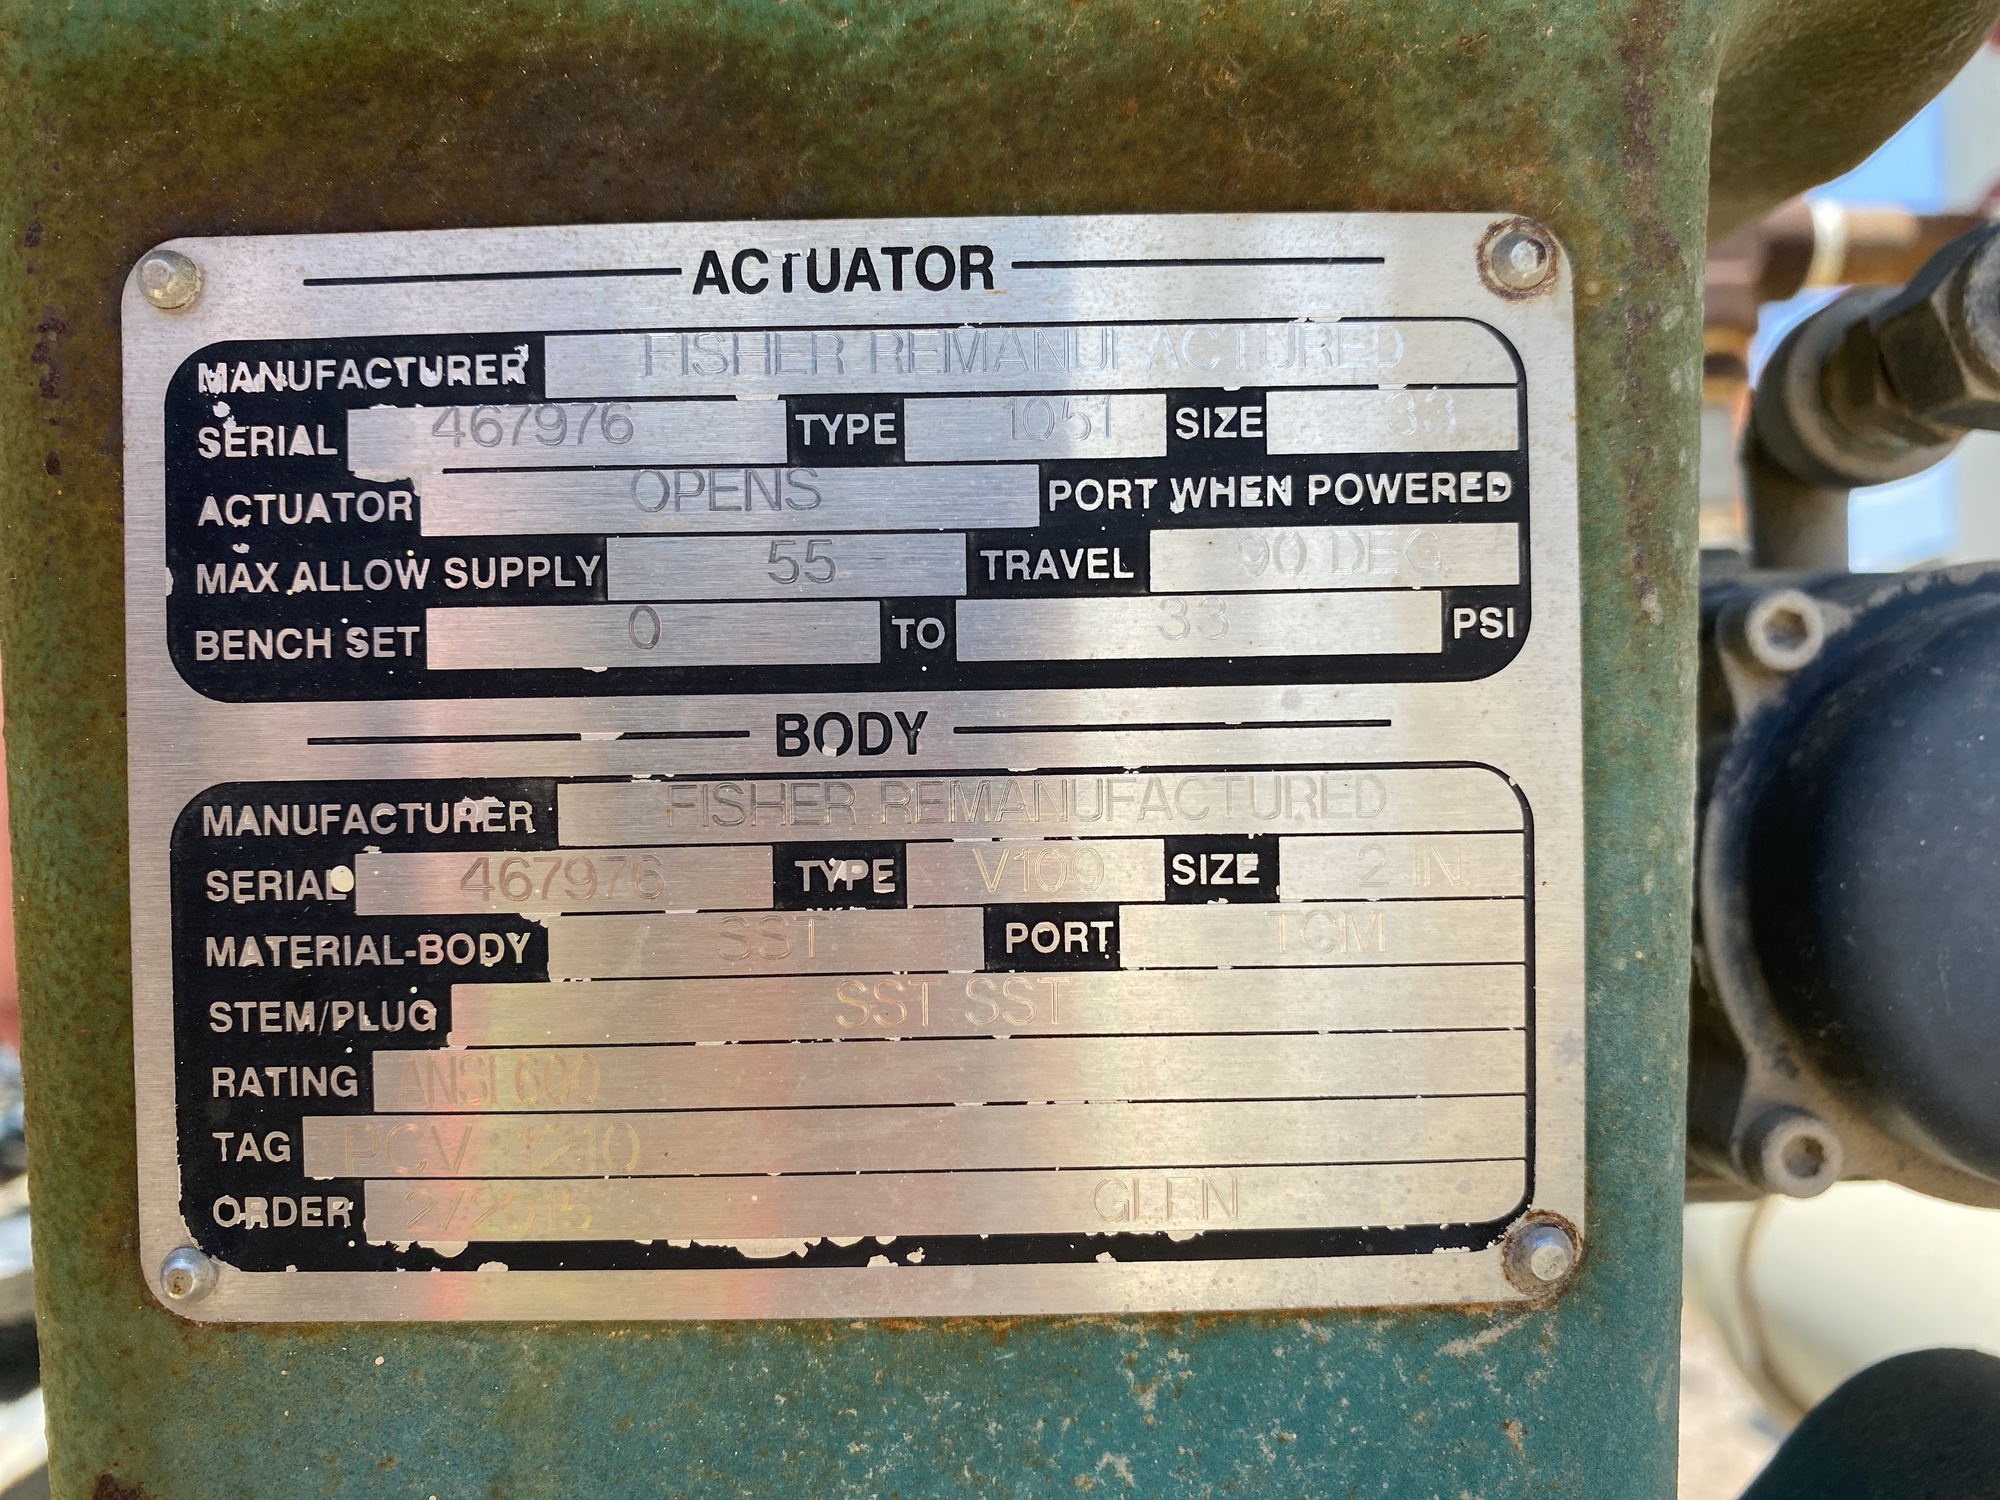 ACTUATOR
MANUFACTURER FISHER REMANUFACTURED
SERIAL 467976 TYPE 1051 SIZE 33
ACTUATOR OPENS PORT WHEN POWERED
MAX ALLOW SUPPLY 55 TRAVEL 90 DEG.
BENCH SET 0 TO 33 PSI
BODY
MANUFACTURER FISHER REMANUFACTURED
SERIAL 467976 TYPE V100 SIZE 2 IN.
MATERIAL-BODY SST PORT TCM
STEM/PLUG SST SST
RATING ANSI 600
TAG PCV-1210
ORDER 2/2015 GLEN